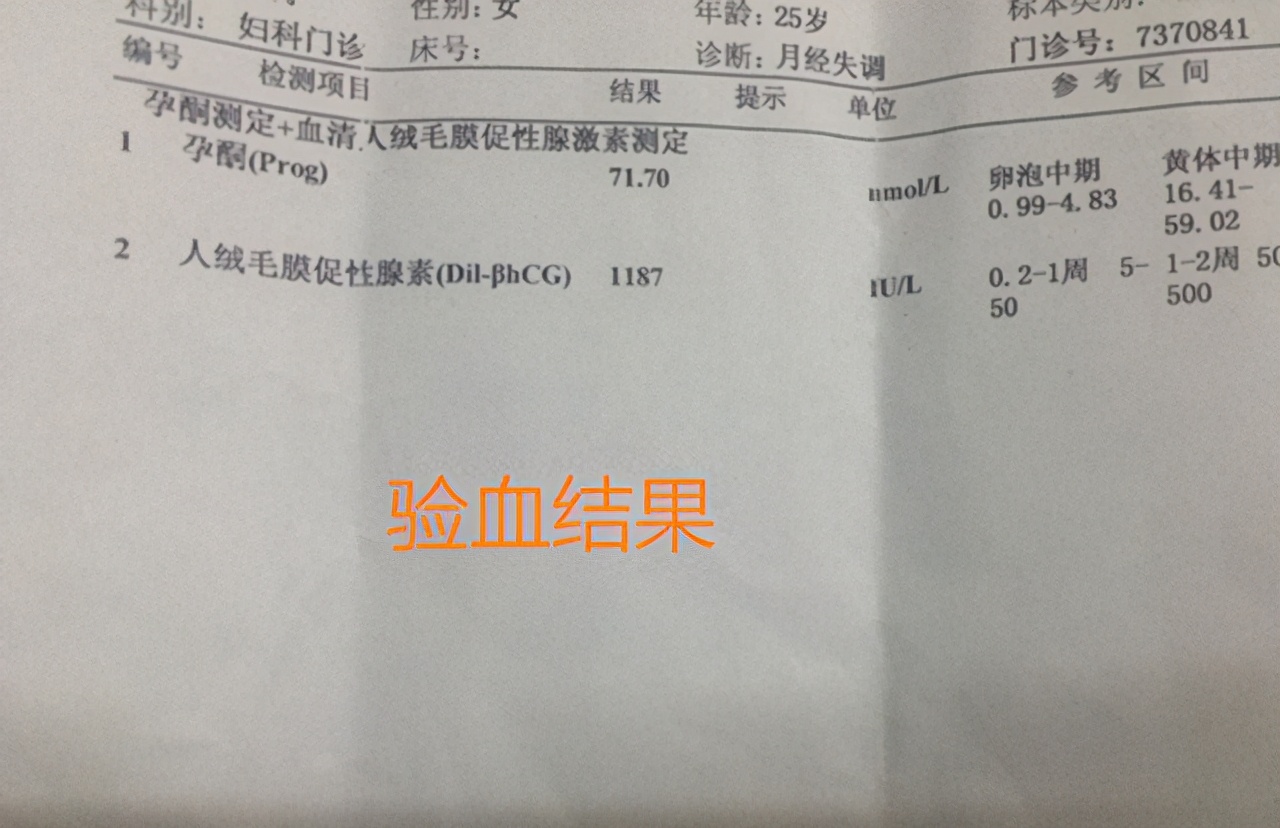 科别： 妇科门诊 性别：女 年龄：25岁 标本类别：
编号 床号： 诊断：月经失调 门诊号：7370841
检测项目 结果 提示 单位 参考区间
孕酮测定+血清人绒毛膜促性腺激素测定
1 孕酮(Prog) 71.70 nmol/L 卵泡中期 黄体中期
0.99-4.83 16.41-
59.02
2 人绒毛膜促性腺素(Dil-βhCG) 1187 IU/L 0.2-1周 5- 1-2周 50
50 500
验血结果